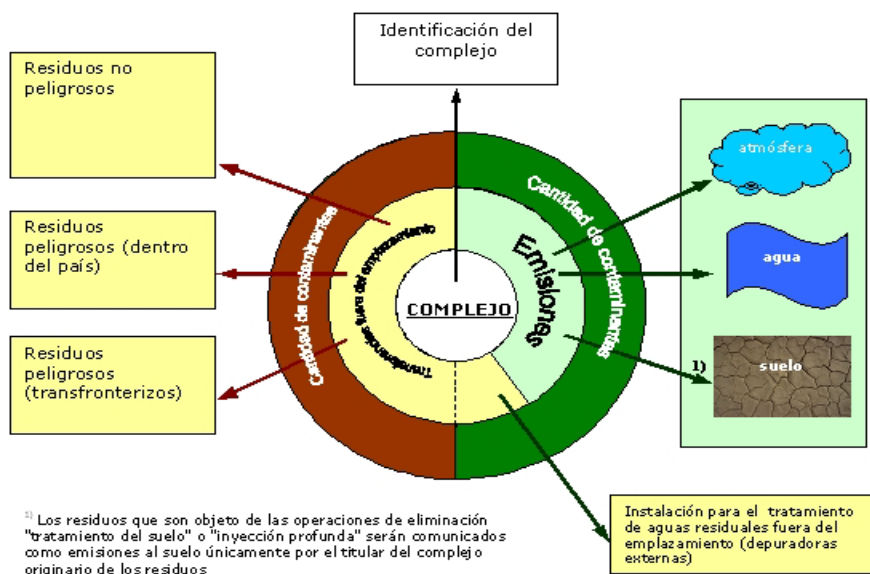 Identificación del
complejo
Residuos no
peligrosos
Residuos
peligrosos (dentro
del país)
Residuos
peligrosos
(transfronterizos)
Cantidad de contaminantes
Transferencias fuera del emplazamiento
COMPLEJO
Emisiones
Cantidad de contaminantes
atmósfera
agua
1)
suelo
1) Los residuos que son objeto de las operaciones de eliminación
"tratamiento del suelo" o "inyección profunda" serán comunicados
como emisiones al suelo únicamente por el titular del complejo
originario de los residuos
Instalación para el tratamiento
de aguas residuales fuera del
emplazamiento (depuradoras
externas)